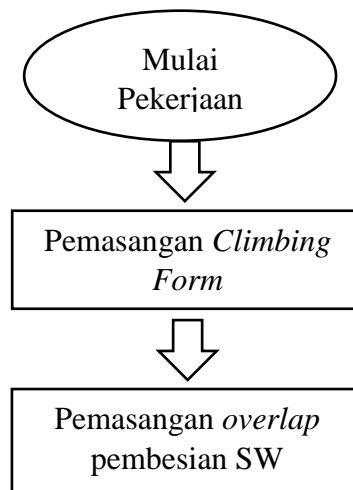 Mulai
Pekerjaan
Pemasangan Climbing
Form
Pemasangan overlap
pembesian SW